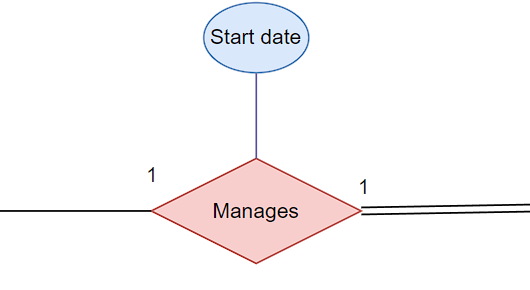 Start date
1
1
Manages